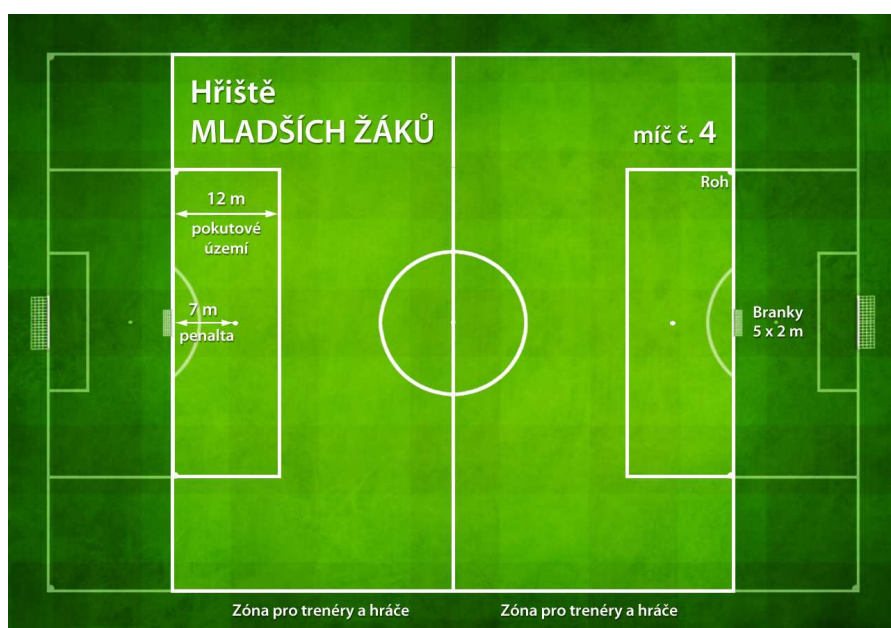 Hřiště
MLADŠÍCH ŽÁKŮ
míč č. 4
Roh
12 m
pokutové
území
7 m
penalta
Branky
5 x 2 m
Zóna pro trenéry a hráče
Zóna pro trenéry a hráče